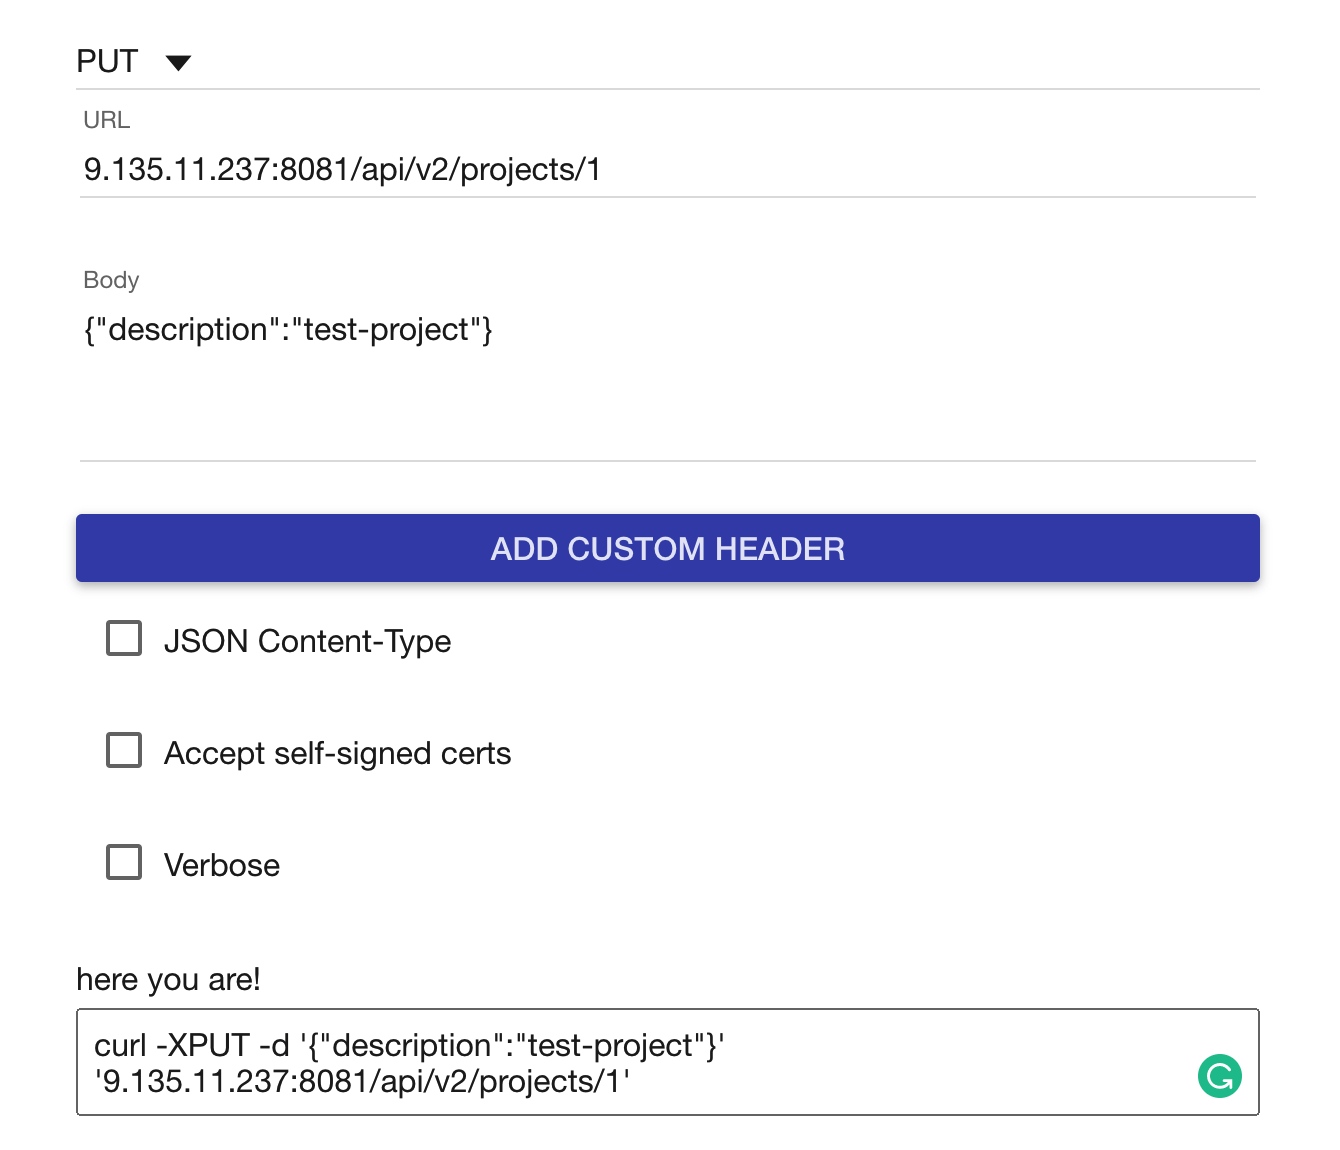 PUT
URL
9.135.11.237:8081/api/v2/projects/1
Body
{"description":"test-project"}
ADD CUSTOM HEADER
JSON Content-Type
Accept self-signed certs
Verbose
here you are!
curl -XPUT -d '{"description":"test-project"}'
'9.135.11.237:8081/api/v2/projects/1'